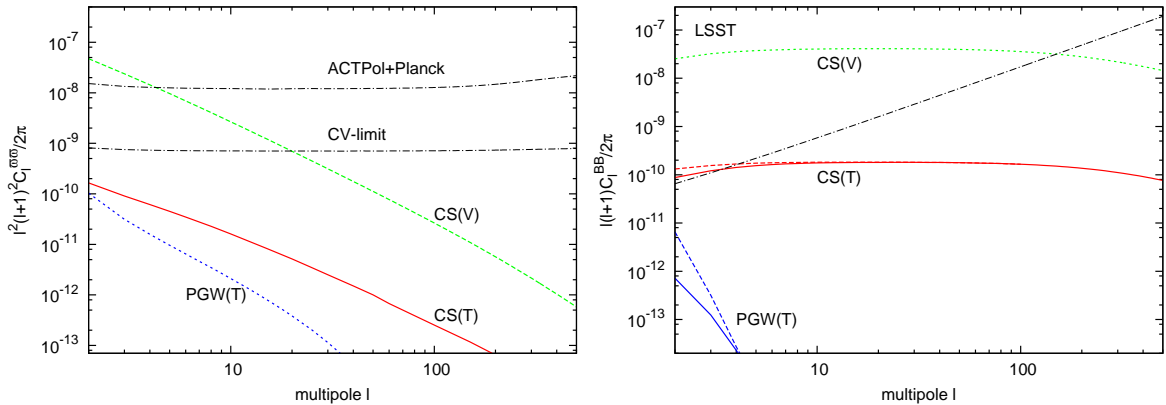 l²(l+1)²C_l^ϖϖ/2π
10⁻⁷
10⁻⁸
10⁻⁹
10⁻¹⁰
10⁻¹¹
10⁻¹²
10⁻¹³
ACTPol+Planck
CV-limit
CS(V)
CS(T)
PGW(T)
10
100
multipole l
l(l+1)C_l^BB/2π
10⁻⁷
10⁻⁸
10⁻⁹
10⁻¹⁰
10⁻¹¹
10⁻¹²
10⁻¹³
LSST
CS(V)
CS(T)
PGW(T)
10
100
multipole l